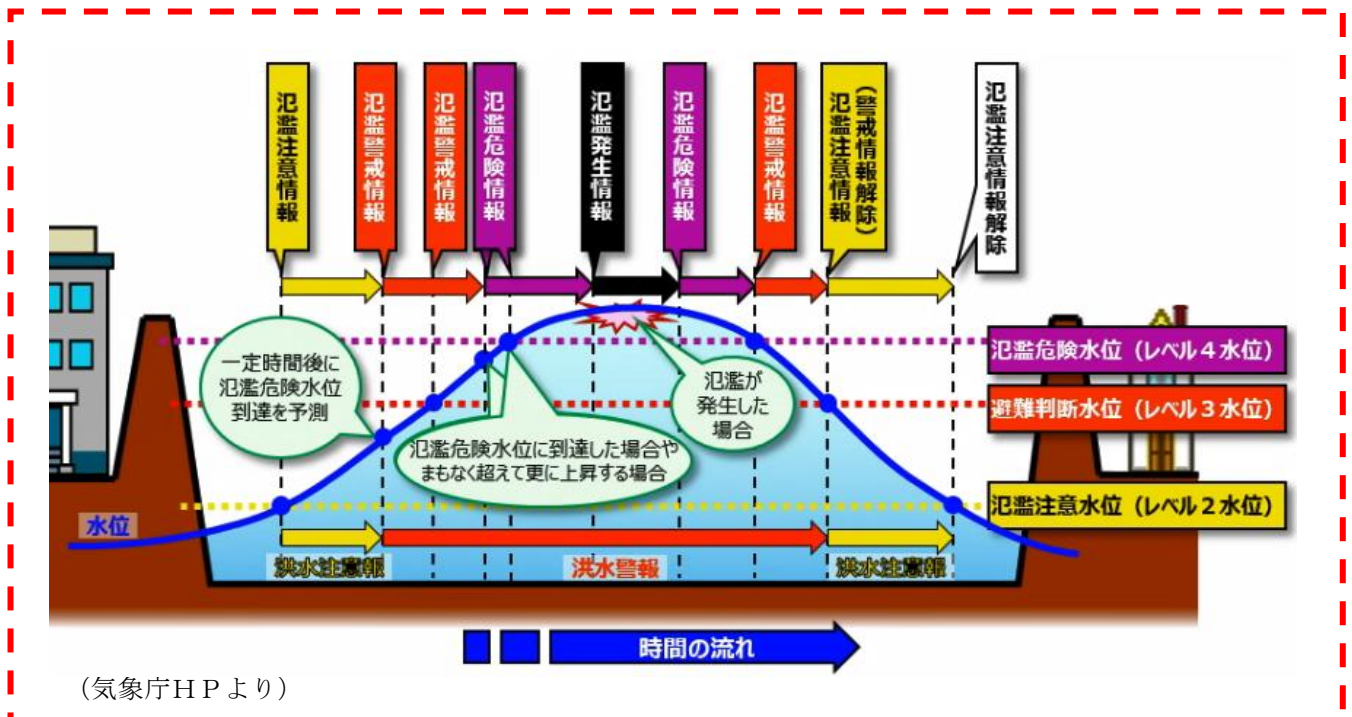 氾濫注意情報
氾濫警戒情報
氾濫警戒情報
氾濫危険情報
氾濫発生情報
氾濫危険情報
氾濫警戒情報
(警戒情報解除)
氾濫注意情報
氾濫注意情報解除
一定時間後に
氾濫危険水位
到達を予測
氾濫危険水位に到達した場合や
まもなく超えて更に上昇する場合
氾濫が
発生した
場合
氾濫危険水位（レベル４水位）
避難判断水位（レベル３水位）
氾濫注意水位（レベル２水位）
水位
洪水注意報
洪水警報
洪水注意報
時間の流れ
（気象庁ＨＰより）